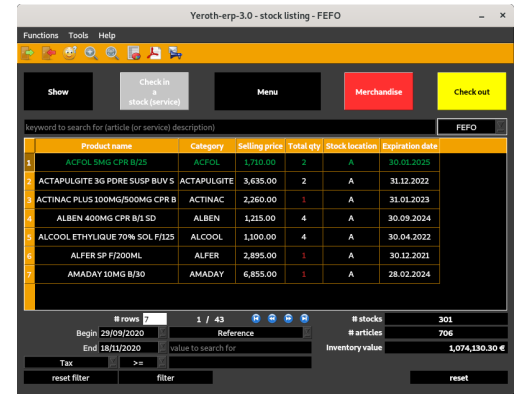 Yeroth-erp-3.0 - stock listing - FEFO
Functions Tools Help
Show
Check in
a
stock (service)
Menu
Merchandise
Check out
keyword to search for (article (or service) description)
FEFO
Product name Category Selling price Total qty Stock location Expiration date
1 ACFOL 5MG CPR B/25 ACFOL 1,710.00 2 A 30.01.2025
2 ACTAPULGITE 3G PDRE SUSP BUV S ACTAPULGITE 3,635.00 2 A 31.12.2022
3 ACTINAC PLUS 100MG/500MG CPR B ACTINAC 2,260.00 1 A 31.01.2023
4 ALBEN 400MG CPR B/1 SD ALBEN 1,215.00 4 A 30.09.2024
5 ALCOOL ETHYLIQUE 70% SOL F/125 ALCOOL 1,100.00 4 A 30.04.2022
6 ALFER SP F/200ML ALFER 2,895.00 1 A 30.12.2021
7 AMADAY 10MG B/30 AMADAY 6,855.00 1 A 28.02.2024
# rows 7 1 / 43 # stocks 301
Begin 29/09/2020 Reference # articles 706
End 18/11/2020 value to search for Inventory value 1,074,130.30 €
Tax >=
reset filter filter reset